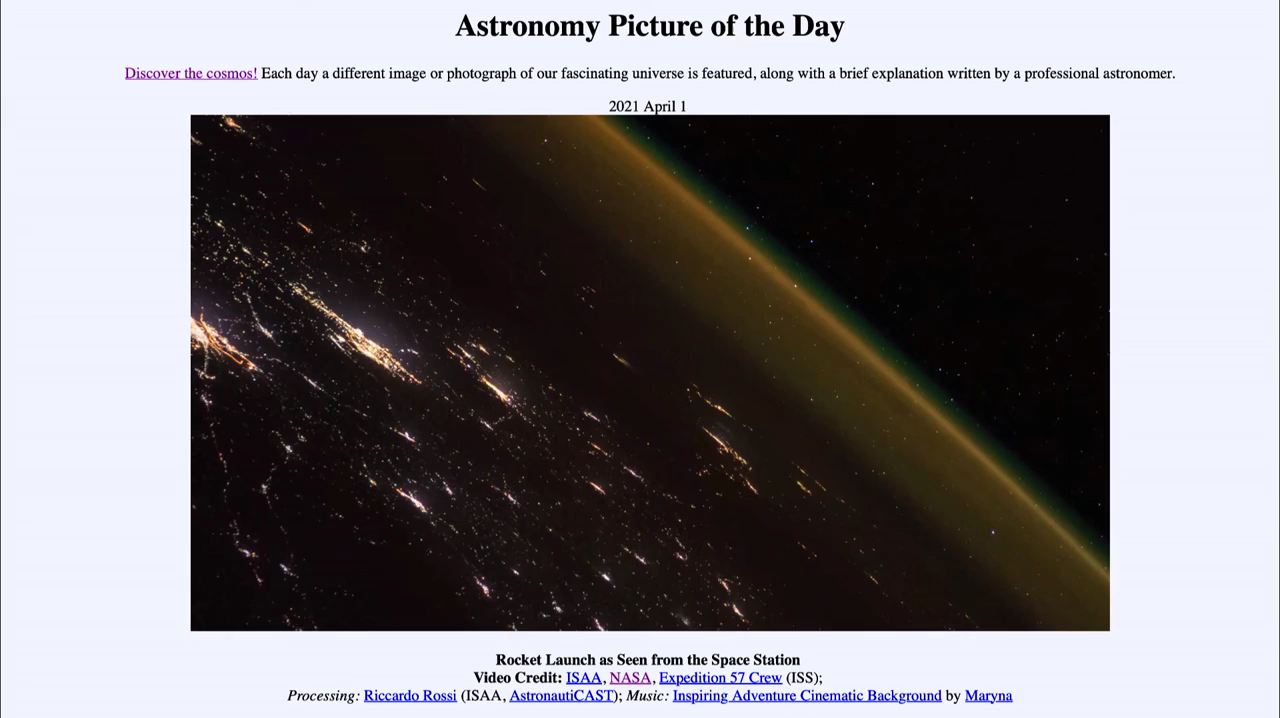 Astronomy Picture of the Day
Discover the cosmos! Each day a different image or photograph of our fascinating universe is featured, along with a brief explanation written by a professional astronomer.
2021 April 1
Rocket Launch as Seen from the Space Station
Video Credit: ISAA, NASA, Expedition 57 Crew (ISS);
Processing: Riccardo Rossi (ISAA, AstronautiCAST); Music: Inspiring Adventure Cinematic Background by Maryna